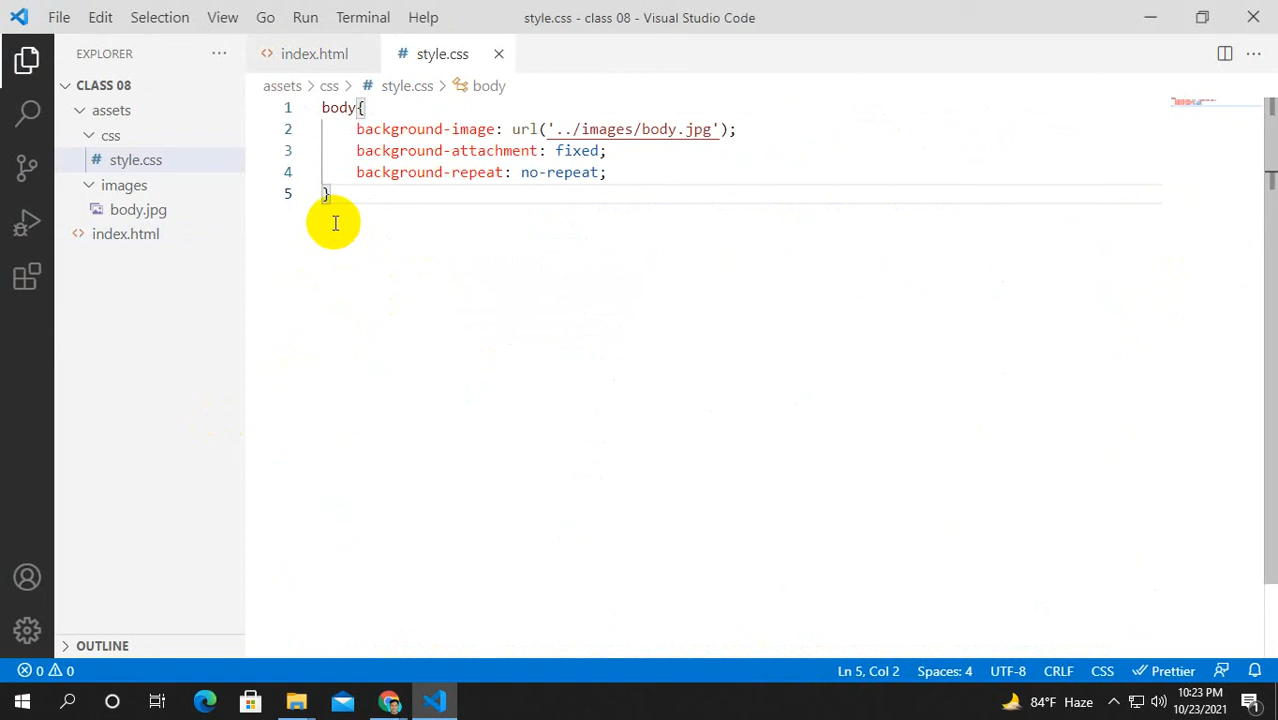 File Edit Selection View Go Run Terminal Help style.css - class 08 - Visual Studio Code
EXPLORER
CLASS 08
assets
css
# style.css
images
body.jpg
<> index.html
OUTLINE
<> index.html # style.css
assets > css > # style.css > body
1 body{
2 background-image: url('../images/body.jpg');
3 background-attachment: fixed;
4 background-repeat: no-repeat;
5 }
0 0 Ln 5, Col 2 Spaces: 4 UTF-8 CRLF CSS Prettier
84°F Haze 10:23 PM
10/23/2021 1